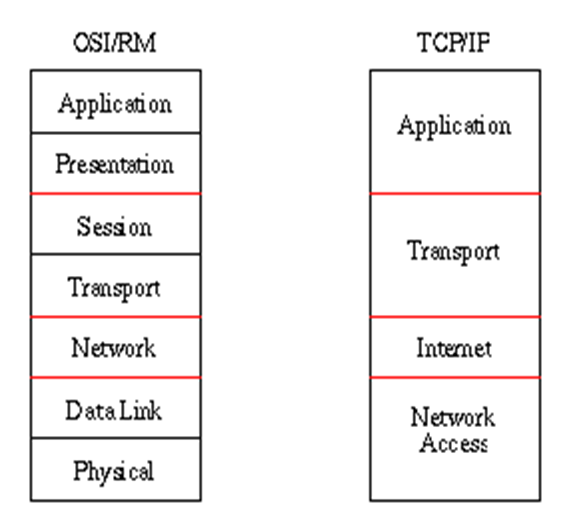 OSI/RM
TCP/IP
Application
Presentation
Session
Transport
Network
Data Link
Physical
Application
Transport
Internet
Network
Access